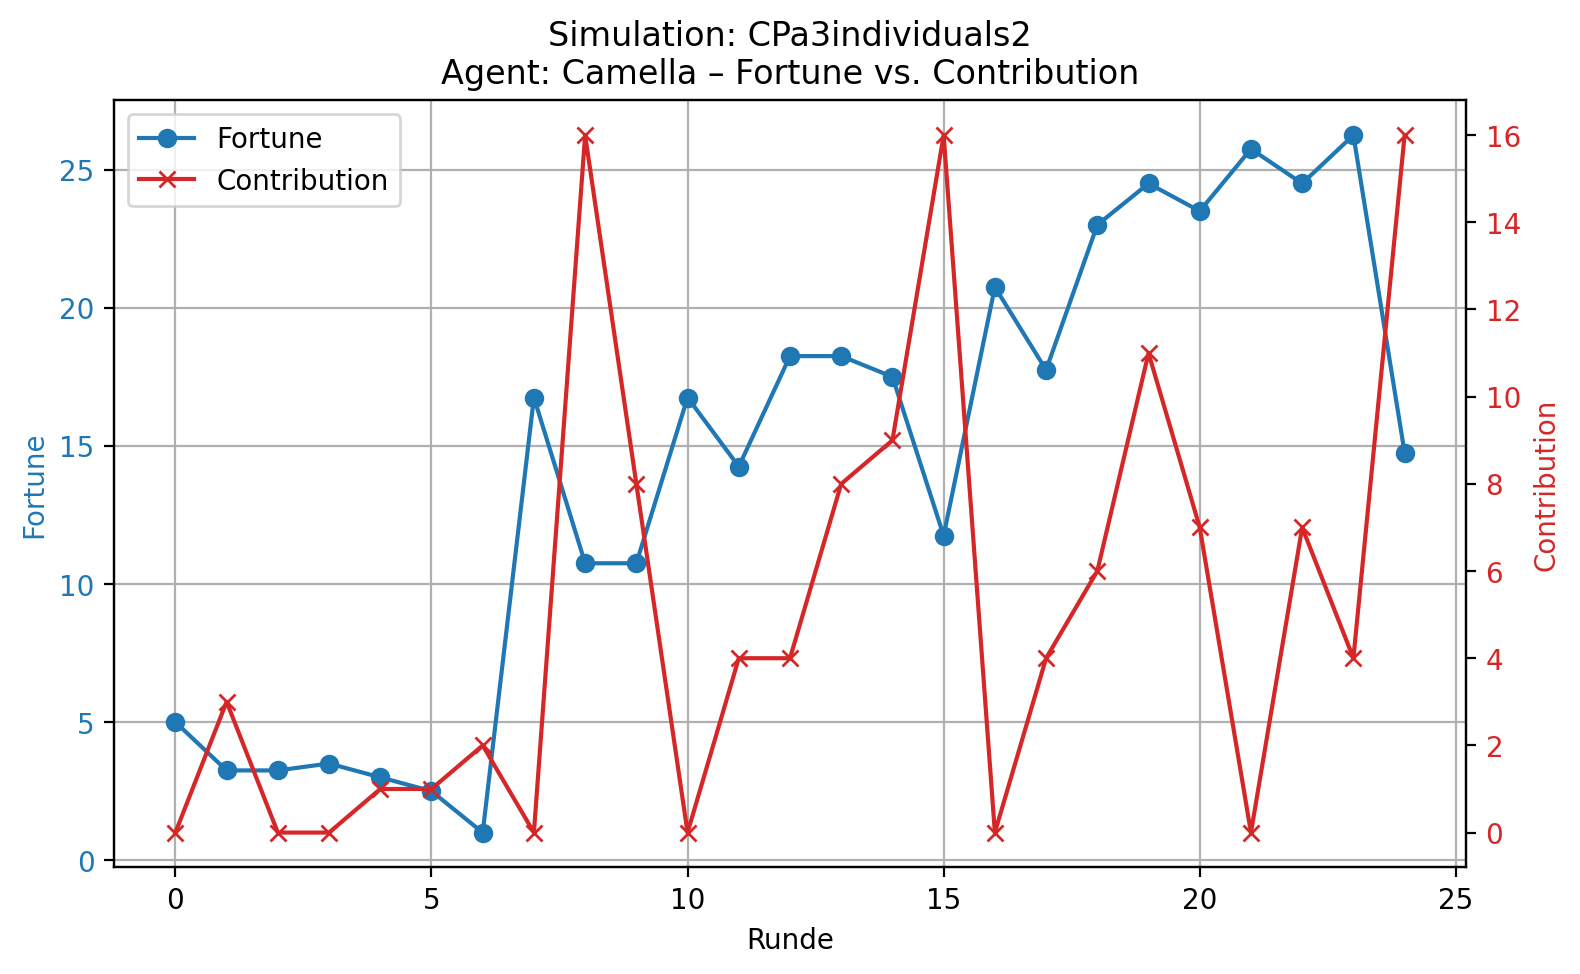 Simulation: CPa3individuals2
Agent: Camella – Fortune vs. Contribution
Fortune
Contribution
25
20
15
10
5
0
Fortune
16
14
12
10
8
6
4
2
0
Contribution
0 5 10 15 20 25
Runde